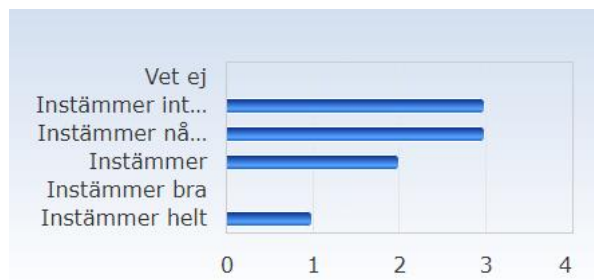 Vet ej
Instämmer int...
Instämmer nå...
Instämmer
Instämmer bra
Instämmer helt
0 1 2 3 4